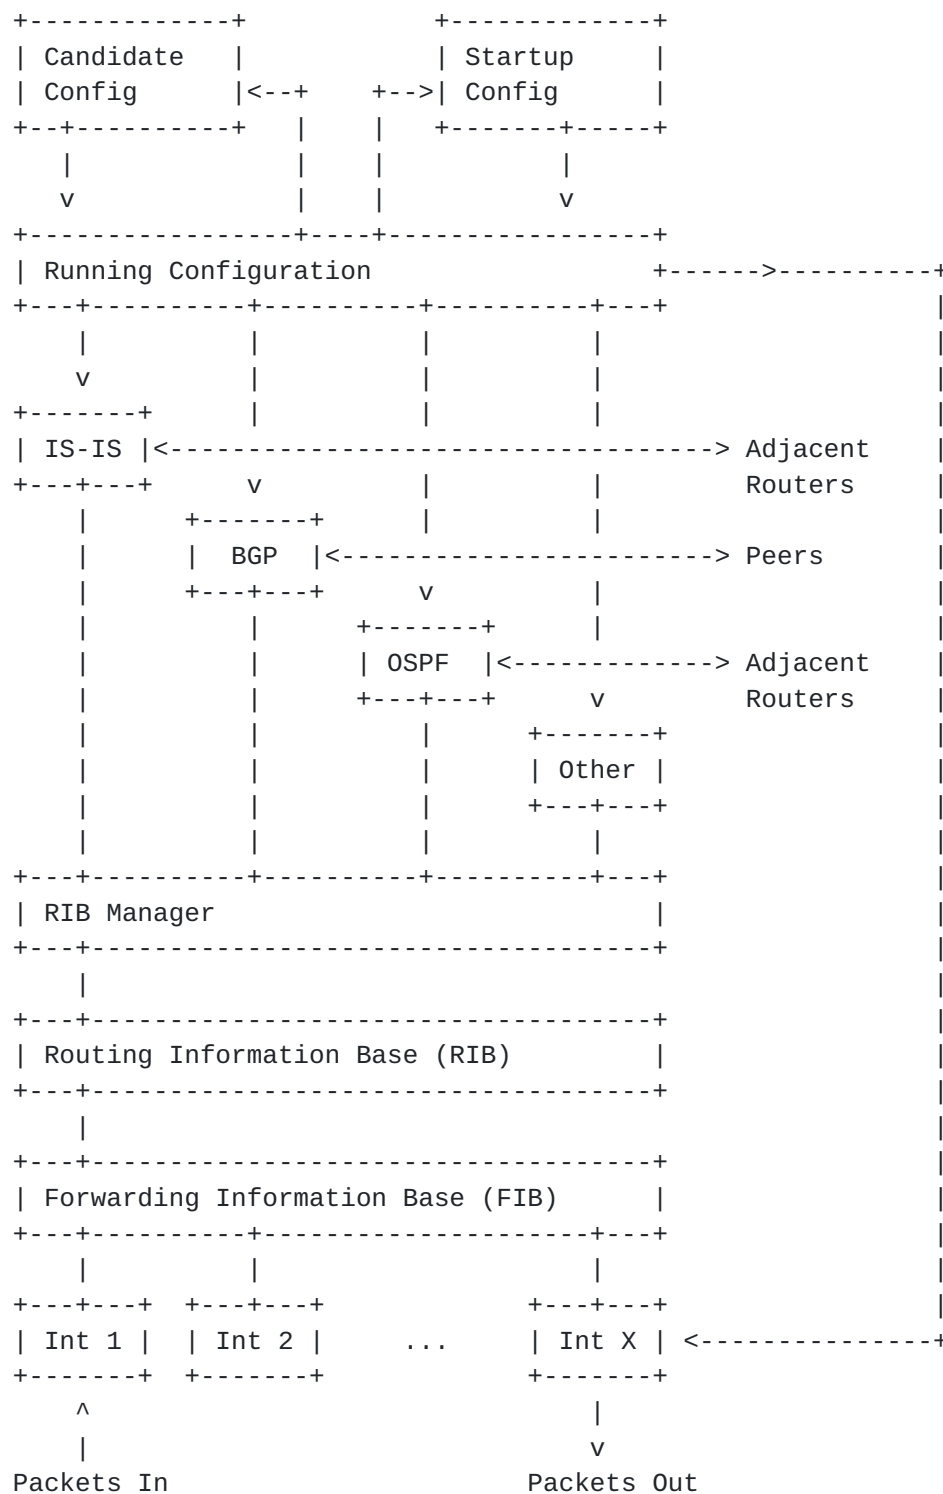 Candidate Startup
Config Config
Running Configuration
IS-IS Adjacent
Routers
BGP Peers
OSPF Adjacent
Routers
Other
RIB Manager
Routing Information Base (RIB)
Forwarding Information Base (FIB)
Int 1 Int 2 ... Int X
Packets In Packets Out